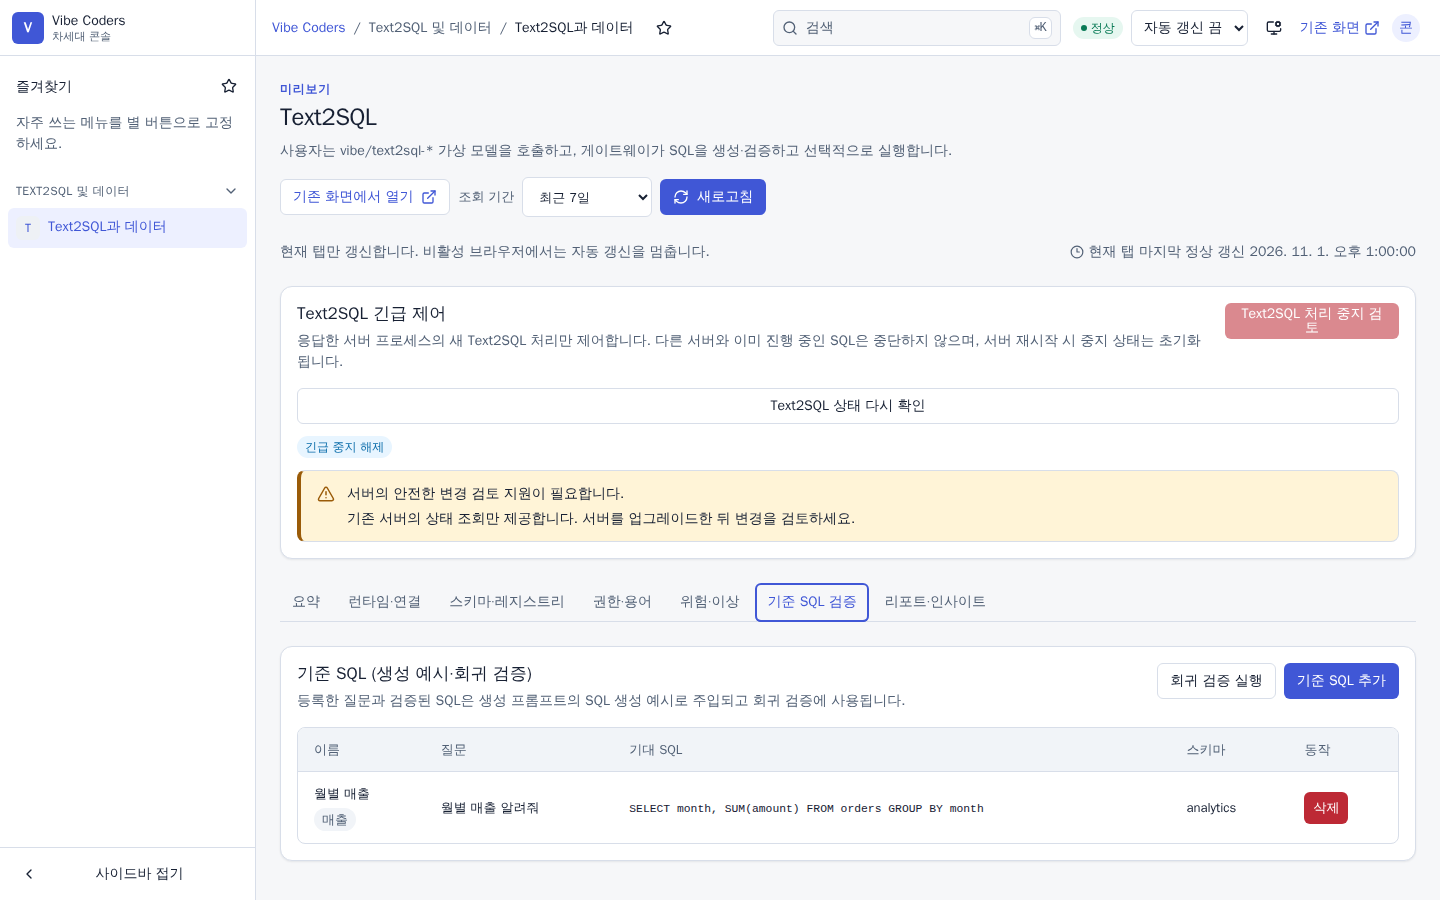 V
Vibe Coders
차세대 콘솔
Vibe Coders / Text2SQL 및 데이터 / Text2SQL과 데이터
검색
⌘K
정상
자동 갱신 끔
기존 화면
콘
즐겨찾기
자주 쓰는 메뉴를 별 버튼으로 고정
하세요.
TEXT2SQL 및 데이터
T Text2SQL과 데이터
사이드바 접기
미리보기
Text2SQL
사용자는 vibe/text2sql-* 가상 모델을 호출하고, 게이트웨이가 SQL을 생성·검증하고 선택적으로 실행합니다.
기존 화면에서 열기
조회 기간
최근 7일
새로고침
현재 탭만 갱신합니다. 비활성 브라우저에서는 자동 갱신을 멈춥니다.
현재 탭 마지막 정상 갱신 2026. 11. 1. 오후 1:00:00
Text2SQL 긴급 제어
응답한 서버 프로세스의 새 Text2SQL 처리만 제어합니다. 다른 서버와 이미 진행 중인 SQL은 중단하지 않으며, 서버 재시작 시 중지 상태는 초기화
됩니다.
Text2SQL 처리 중지 검
토
Text2SQL 상태 다시 확인
긴급 중지 해제
서버의 안전한 변경 검토 지원이 필요합니다.
기존 서버의 상태 조회만 제공합니다. 서버를 업그레이드한 뒤 변경을 검토하세요.
요약
런타임·연결
스키마·레지스트리
권한·용어
위험·이상
기준 SQL 검증
리포트·인사이트
기준 SQL (생성 예시·회귀 검증)
등록한 질문과 검증된 SQL은 생성 프롬프트의 SQL 생성 예시로 주입되고 회귀 검증에 사용됩니다.
회귀 검증 실행
기준 SQL 추가
이름 질문 기대 SQL 스키마 동작
월별 매출
매출
월별 매출 알려줘
SELECT month, SUM(amount) FROM orders GROUP BY month
analytics
삭제